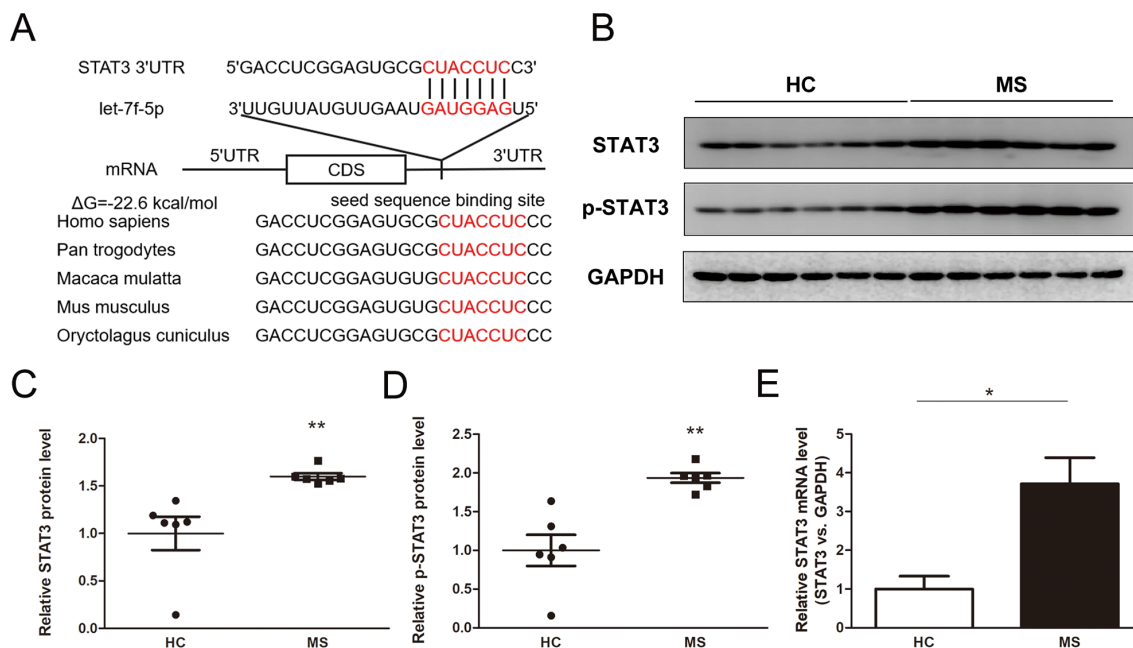 A
STAT3 3'UTR 5'GACCUCGGAGUGCGCUACCUCC3'
let-7f-5p 3'UUGUUAUGUUGAAUGAUGGAGU5'
5'UTR 3'UTR
mRNA CDS
ΔG=-22.6 kcal/mol seed sequence binding site
Homo sapiens GACCUCGGAGUGCGCUACCUCCC
Pan trogodytes GACCUCGGAGUGCGCUACCUCCC
Macaca mulatta GACCUCGGAGUGUGCUACCUCCC
Mus musculus GACCUCGGAGUGUGCUACCUCCC
Oryctolagus cuniculus GACCUCGGAGUGCGCUACCUCCC
B
HC MS
STAT3
p-STAT3
GAPDH
C
Relative STAT3 protein level
2.0
1.5
1.0
0.5
0.0
**
HC MS
D
Relative p-STAT3 protein level
2.5
2.0
1.5
1.0
0.5
0.0
**
HC MS
E
Relative STAT3 mRNA level
(STAT3 vs. GAPDH)
5
4
3
2
1
0
*
HC MS